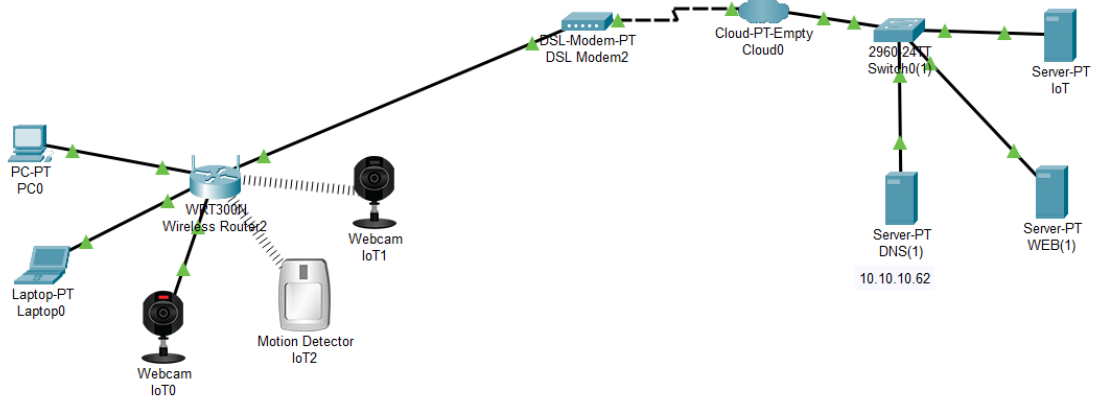 DSL-Modem-PT
DSL Modem2
Cloud-PT-Empty
Cloud0
2960-24TT
Switch0(1)
Server-PT
IoT
PC-PT
PC0
WRT300N
Wireless Router2
Webcam
IoT1
Server-PT
DNS(1)
10.10.10.62
Server-PT
WEB(1)
Laptop-PT
Laptop0
Motion Detector
IoT2
Webcam
IoT0